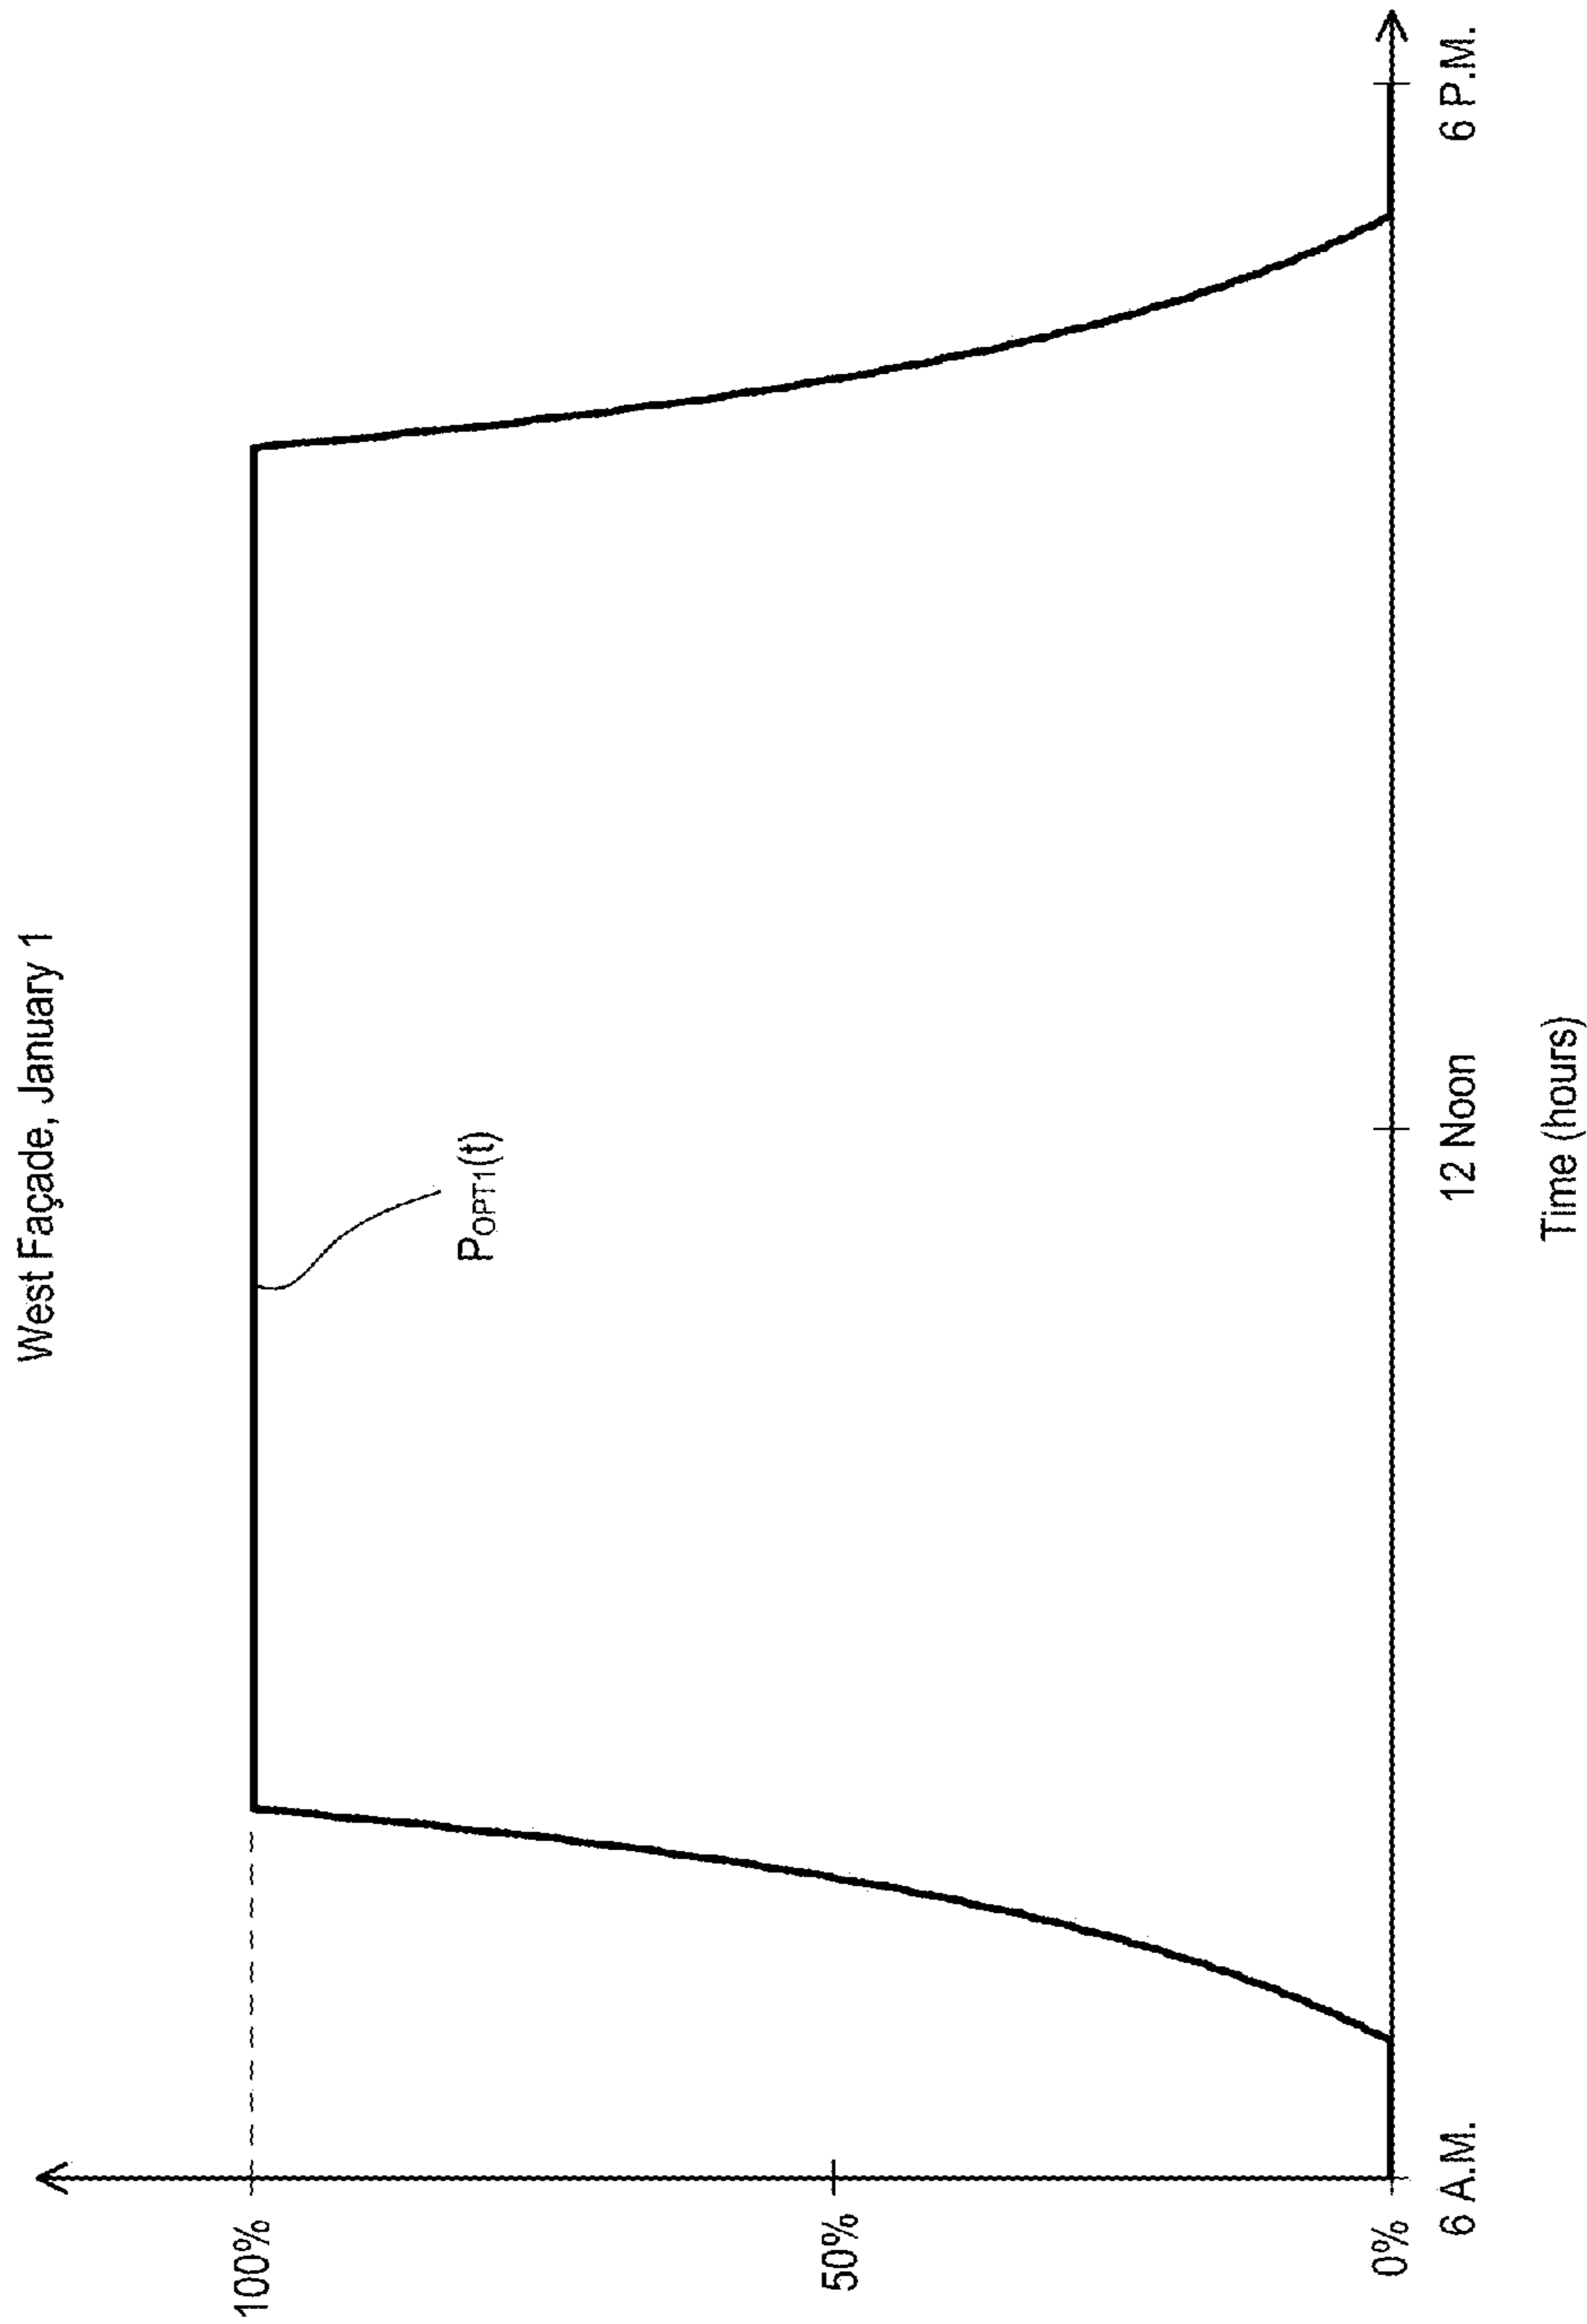 West Façade, January 1
100%
POPT1(t)
50%
0%
6 A.M.
12 Noon
6 P.M.
Time (hours)